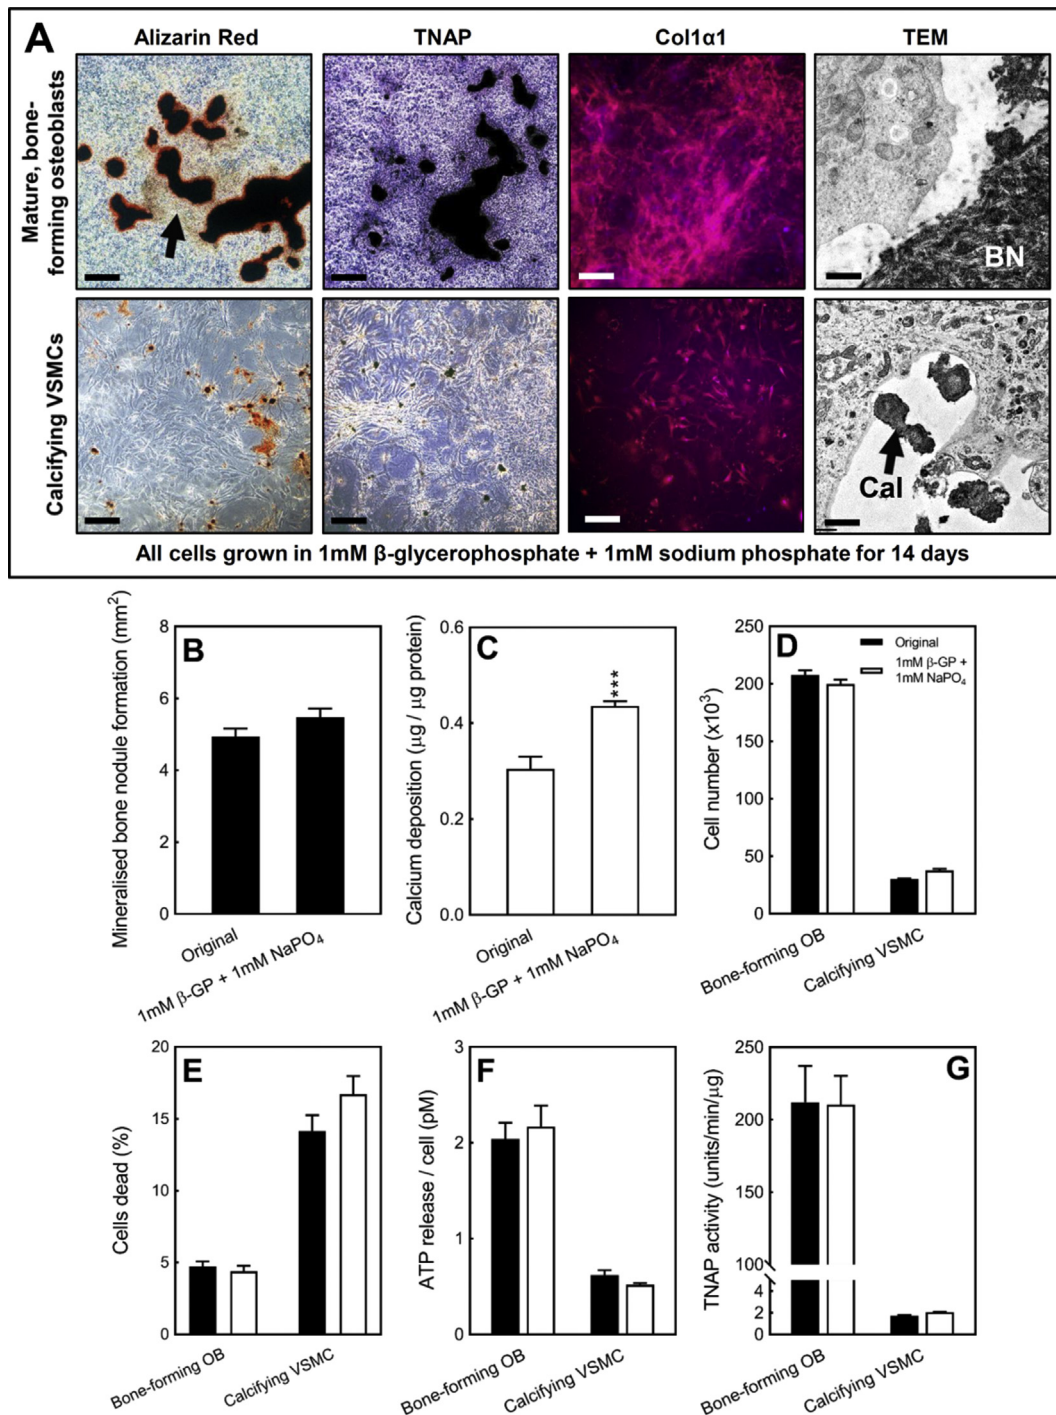 A
Alizarin Red
TNAP
Col1α1
TEM
Mature, bone-
forming osteoblasts
BN
Calcifying VSMCs
Cal
All cells grown in 1mM β-glycerophosphate + 1mM sodium phosphate for 14 days
B
Mineralised bone nodule formation (mm²)
8
6
4
2
0
Original
1mM β-GP + 1mM NaPO₄
C
Calcium deposition (µg / µg protein)
0.6
0.4
0.2
0.0
***
Original
1mM β-GP + 1mM NaPO₄
D
Cell number (x10³)
250
200
150
100
50
0
Original
1mM β-GP +
1mM NaPO₄
Bone-forming OB
Calcifying VSMC
E
Cells dead (%)
20
15
10
5
0
Bone-forming OB
Calcifying VSMC
F
ATP release / cell (pM)
3
2
1
0
Bone-forming OB
Calcifying VSMC
G
TNAP activity (units/min/µg)
250
200
150
100
4
2
0
Bone-forming OB
Calcifying VSMC